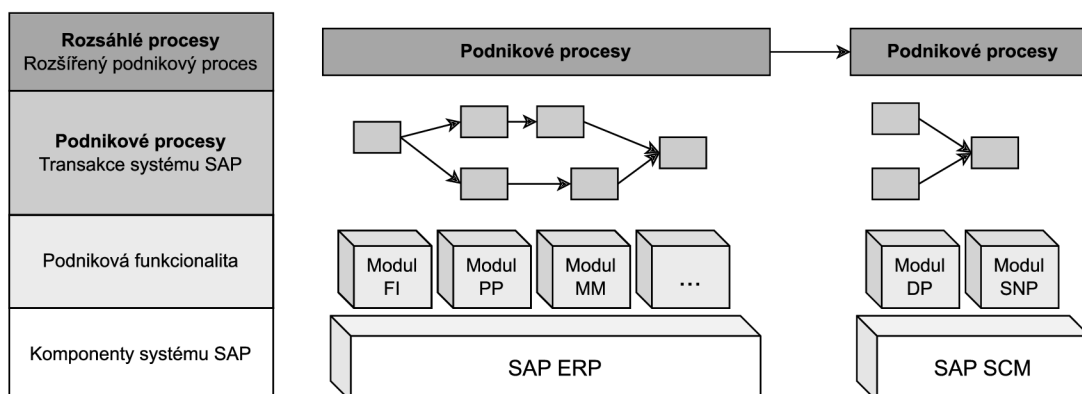 Rozsáhlé procesy
Rozšířený podnikový proces
Podnikové procesy
Podnikové procesy
Podnikové procesy
Transakce systému SAP
Podniková funkcionalita
Modul
FI
Modul
PP
Modul
MM
...
Modul
DP
Modul
SNP
Komponenty systému SAP
SAP ERP
SAP SCM